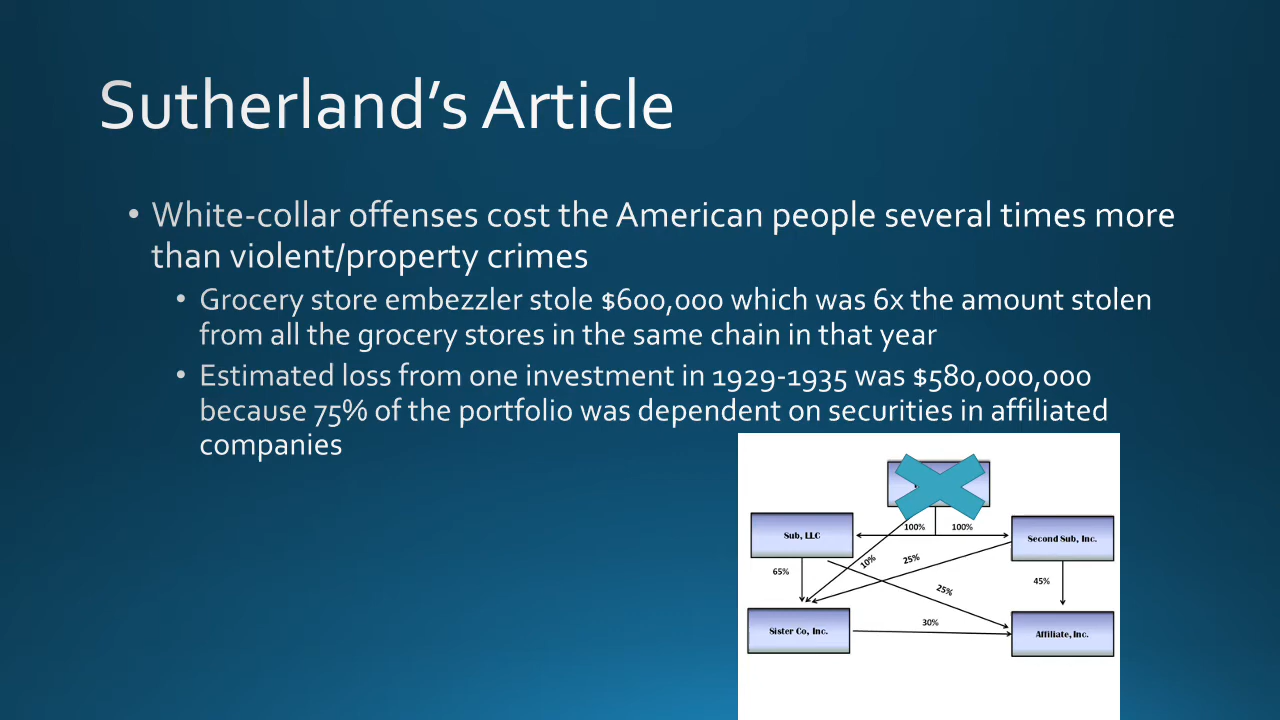 Sutherland’s Article
• White-collar offenses cost the American people several times more
than violent/property crimes
• Grocery store embezzler stole $600,000 which was 6x the amount stolen
from all the grocery stores in the same chain in that year
• Estimated loss from one investment in 1929-1935 was $580,000,000
because 75% of the portfolio was dependent on securities in affiliated
companies
100% 100%
Sub, LLC
Second Sub, Inc.
10%
25%
65%
25%
45%
30%
Sister Co, Inc.
Affiliate, Inc.